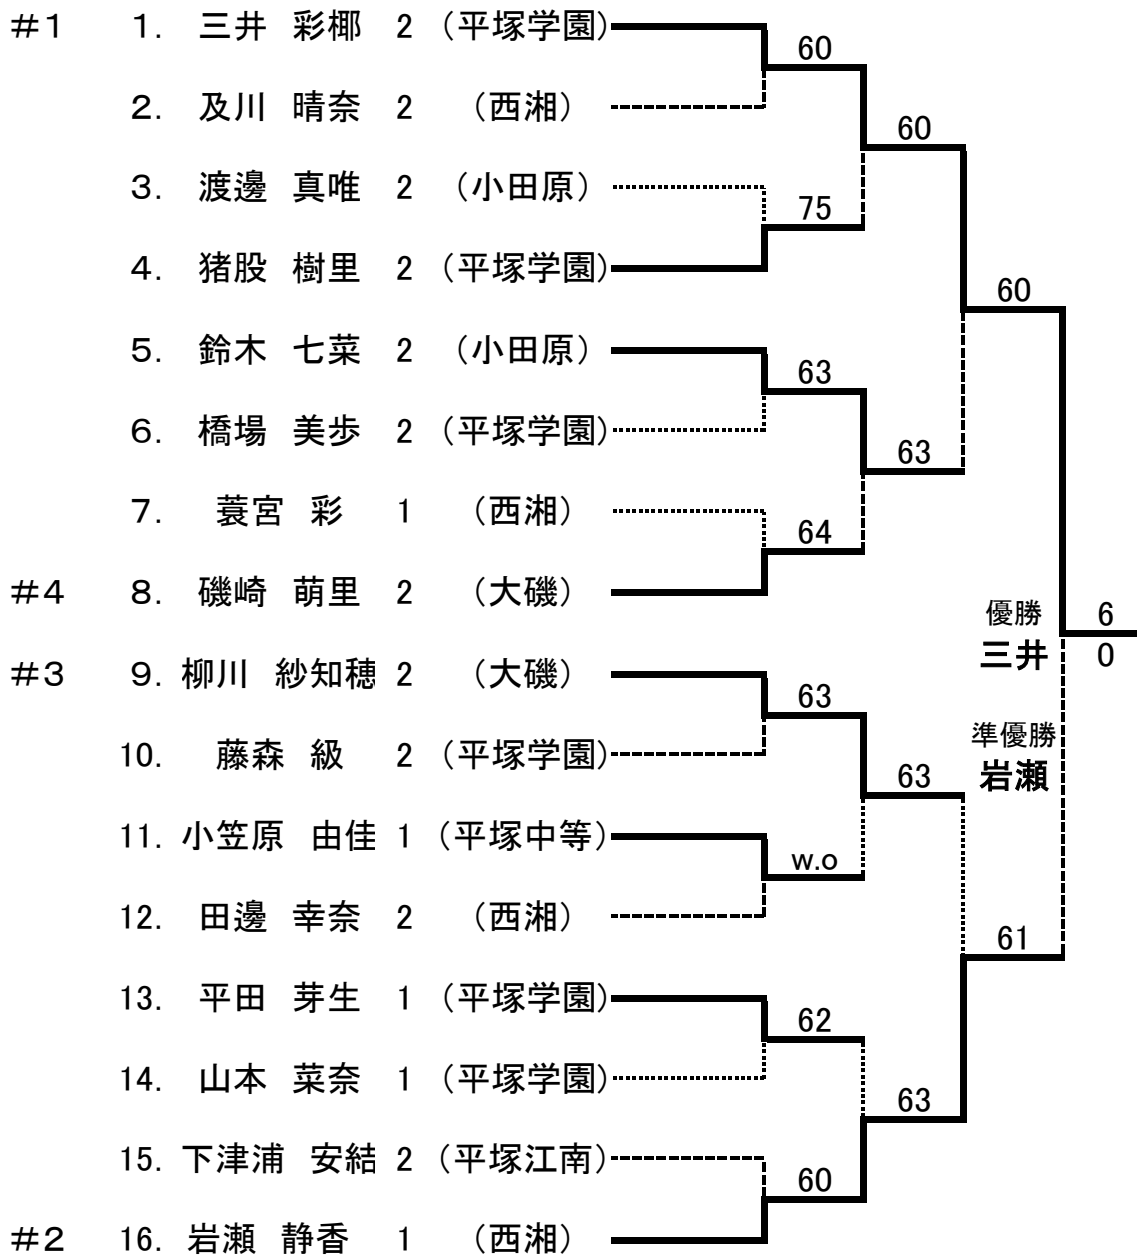 #1 1. 三井 彩椰 2 (平塚学園)
60
2. 及川 晴奈 2 (西湘)
60
3. 渡邊 真唯 2 (小田原)
75
4. 猪股 樹里 2 (平塚学園)
60
5. 鈴木 七菜 2 (小田原)
63
6. 橋場 美歩 2 (平塚学園)
63
7. 蓑宮 彩 1 (西湘)
64
#4 8. 磯崎 萌里 2 (大磯)
優勝 6
三井 0
#3 9. 柳川 紗知穂 2 (大磯)
63
準優勝
10. 藤森 級 2 (平塚学園)
岩瀬
63
11. 小笠原 由佳 1 (平塚中等)
w.o
12. 田邊 幸奈 2 (西湘)
61
13. 平田 芽生 1 (平塚学園)
62
14. 山本 菜奈 1 (平塚学園)
63
15. 下津浦 安結 2 (平塚江南)
60
#2 16. 岩瀬 静香 1 (西湘)